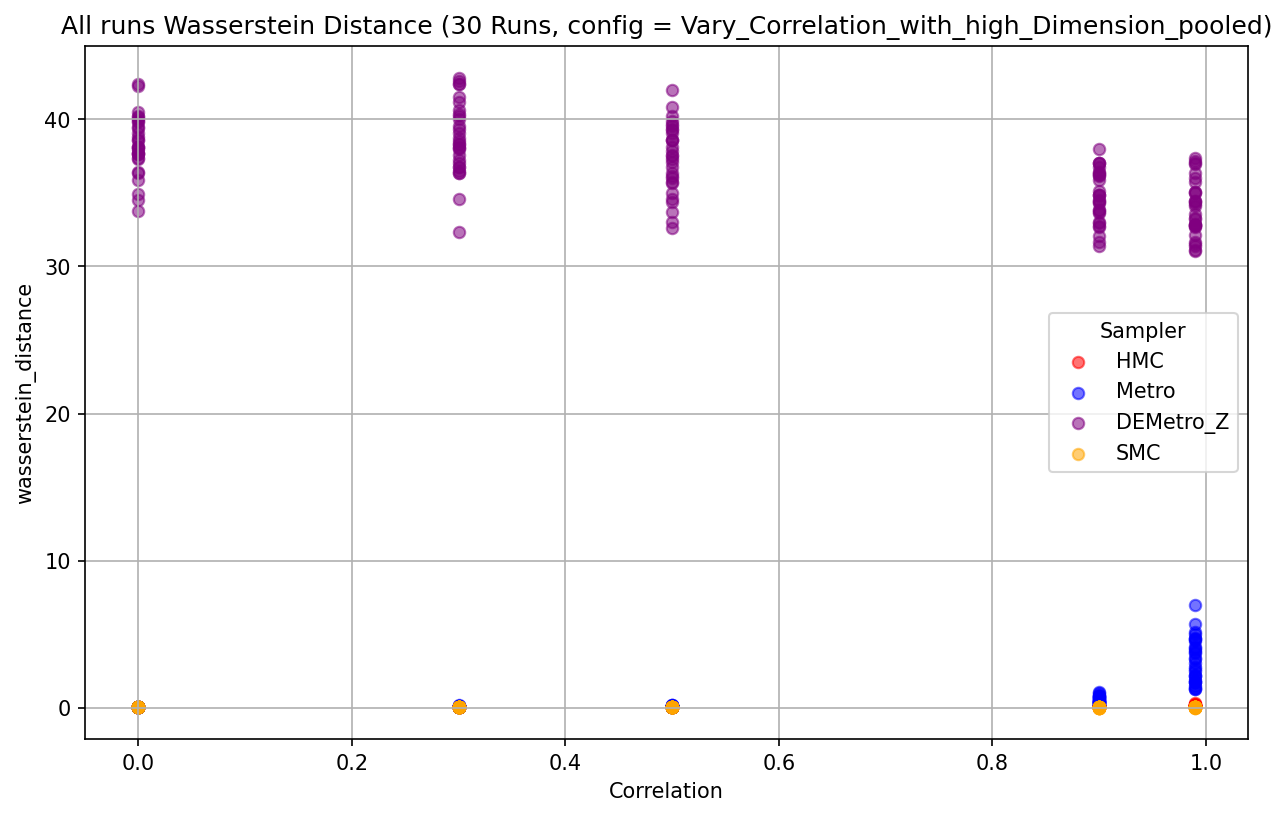 All runs Wasserstein Distance (30 Runs, config = Vary_Correlation_with_high_Dimension_pooled)
wasserstein_distance
40
30
20
10
0
Sampler
HMC
Metro
DEMetro_Z
SMC
0.0 0.2 0.4 0.6 0.8 1.0
Correlation